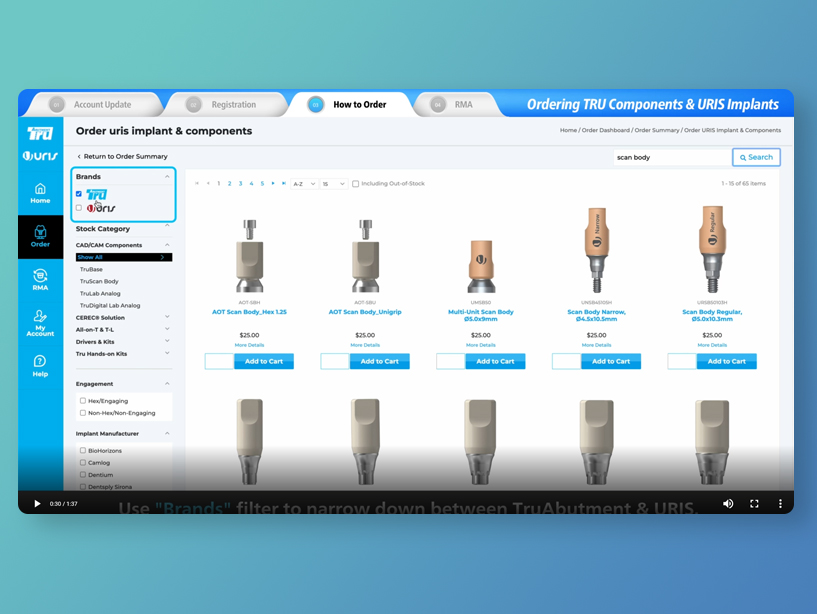 01 Account Update
02 Registration
03 How to Order
04 RMA
Ordering TRU Components & URIS Implants
TRU
URIS
Home
Order
RMA
My
Account
Help
Order uris implant & components
Home / Order Dashboard / Order Summary / Order URIS Implant & Components
Return to Order Summary
scan body
Search
Brands
TRU
URIS
Stock Category
CAD/CAM Components
Show All
TruBase
TruScan Body
TruLab Analog
TruDigital Lab Analog
CEREC® Solution
All-on-T & T-L
Drivers & Kits
Tru Hands-on Kits
Engagement
Hex/Engaging
Non-Hex/Non-Engaging
Implant Manufacturer
BioHorizons
Camlog
Dentium
Dentsply Sirona
1 2 3 4 5
A-Z
15
Including Out-of-Stock
1 - 15 of 65 items
AOT-SBH
AOT Scan Body_Hex 1.25
$25.00
More Details
Add to Cart
AOT-SBU
AOT Scan Body_Unigrip
$25.00
More Details
Add to Cart
UMSB50
Multi-Unit Scan Body
Ø5.0x9mm
$25.00
More Details
Add to Cart
Narrow
UNSB45105H
Scan Body Narrow,
Ø4.5x10.5mm
$25.00
More Details
Add to Cart
Regular
URSB50103H
Scan Body Regular,
Ø5.0x10.3mm
$25.00
More Details
Add to Cart
0:30 / 1:37
Use "Brands" filter to narrow down between TruAbutment & URIS.